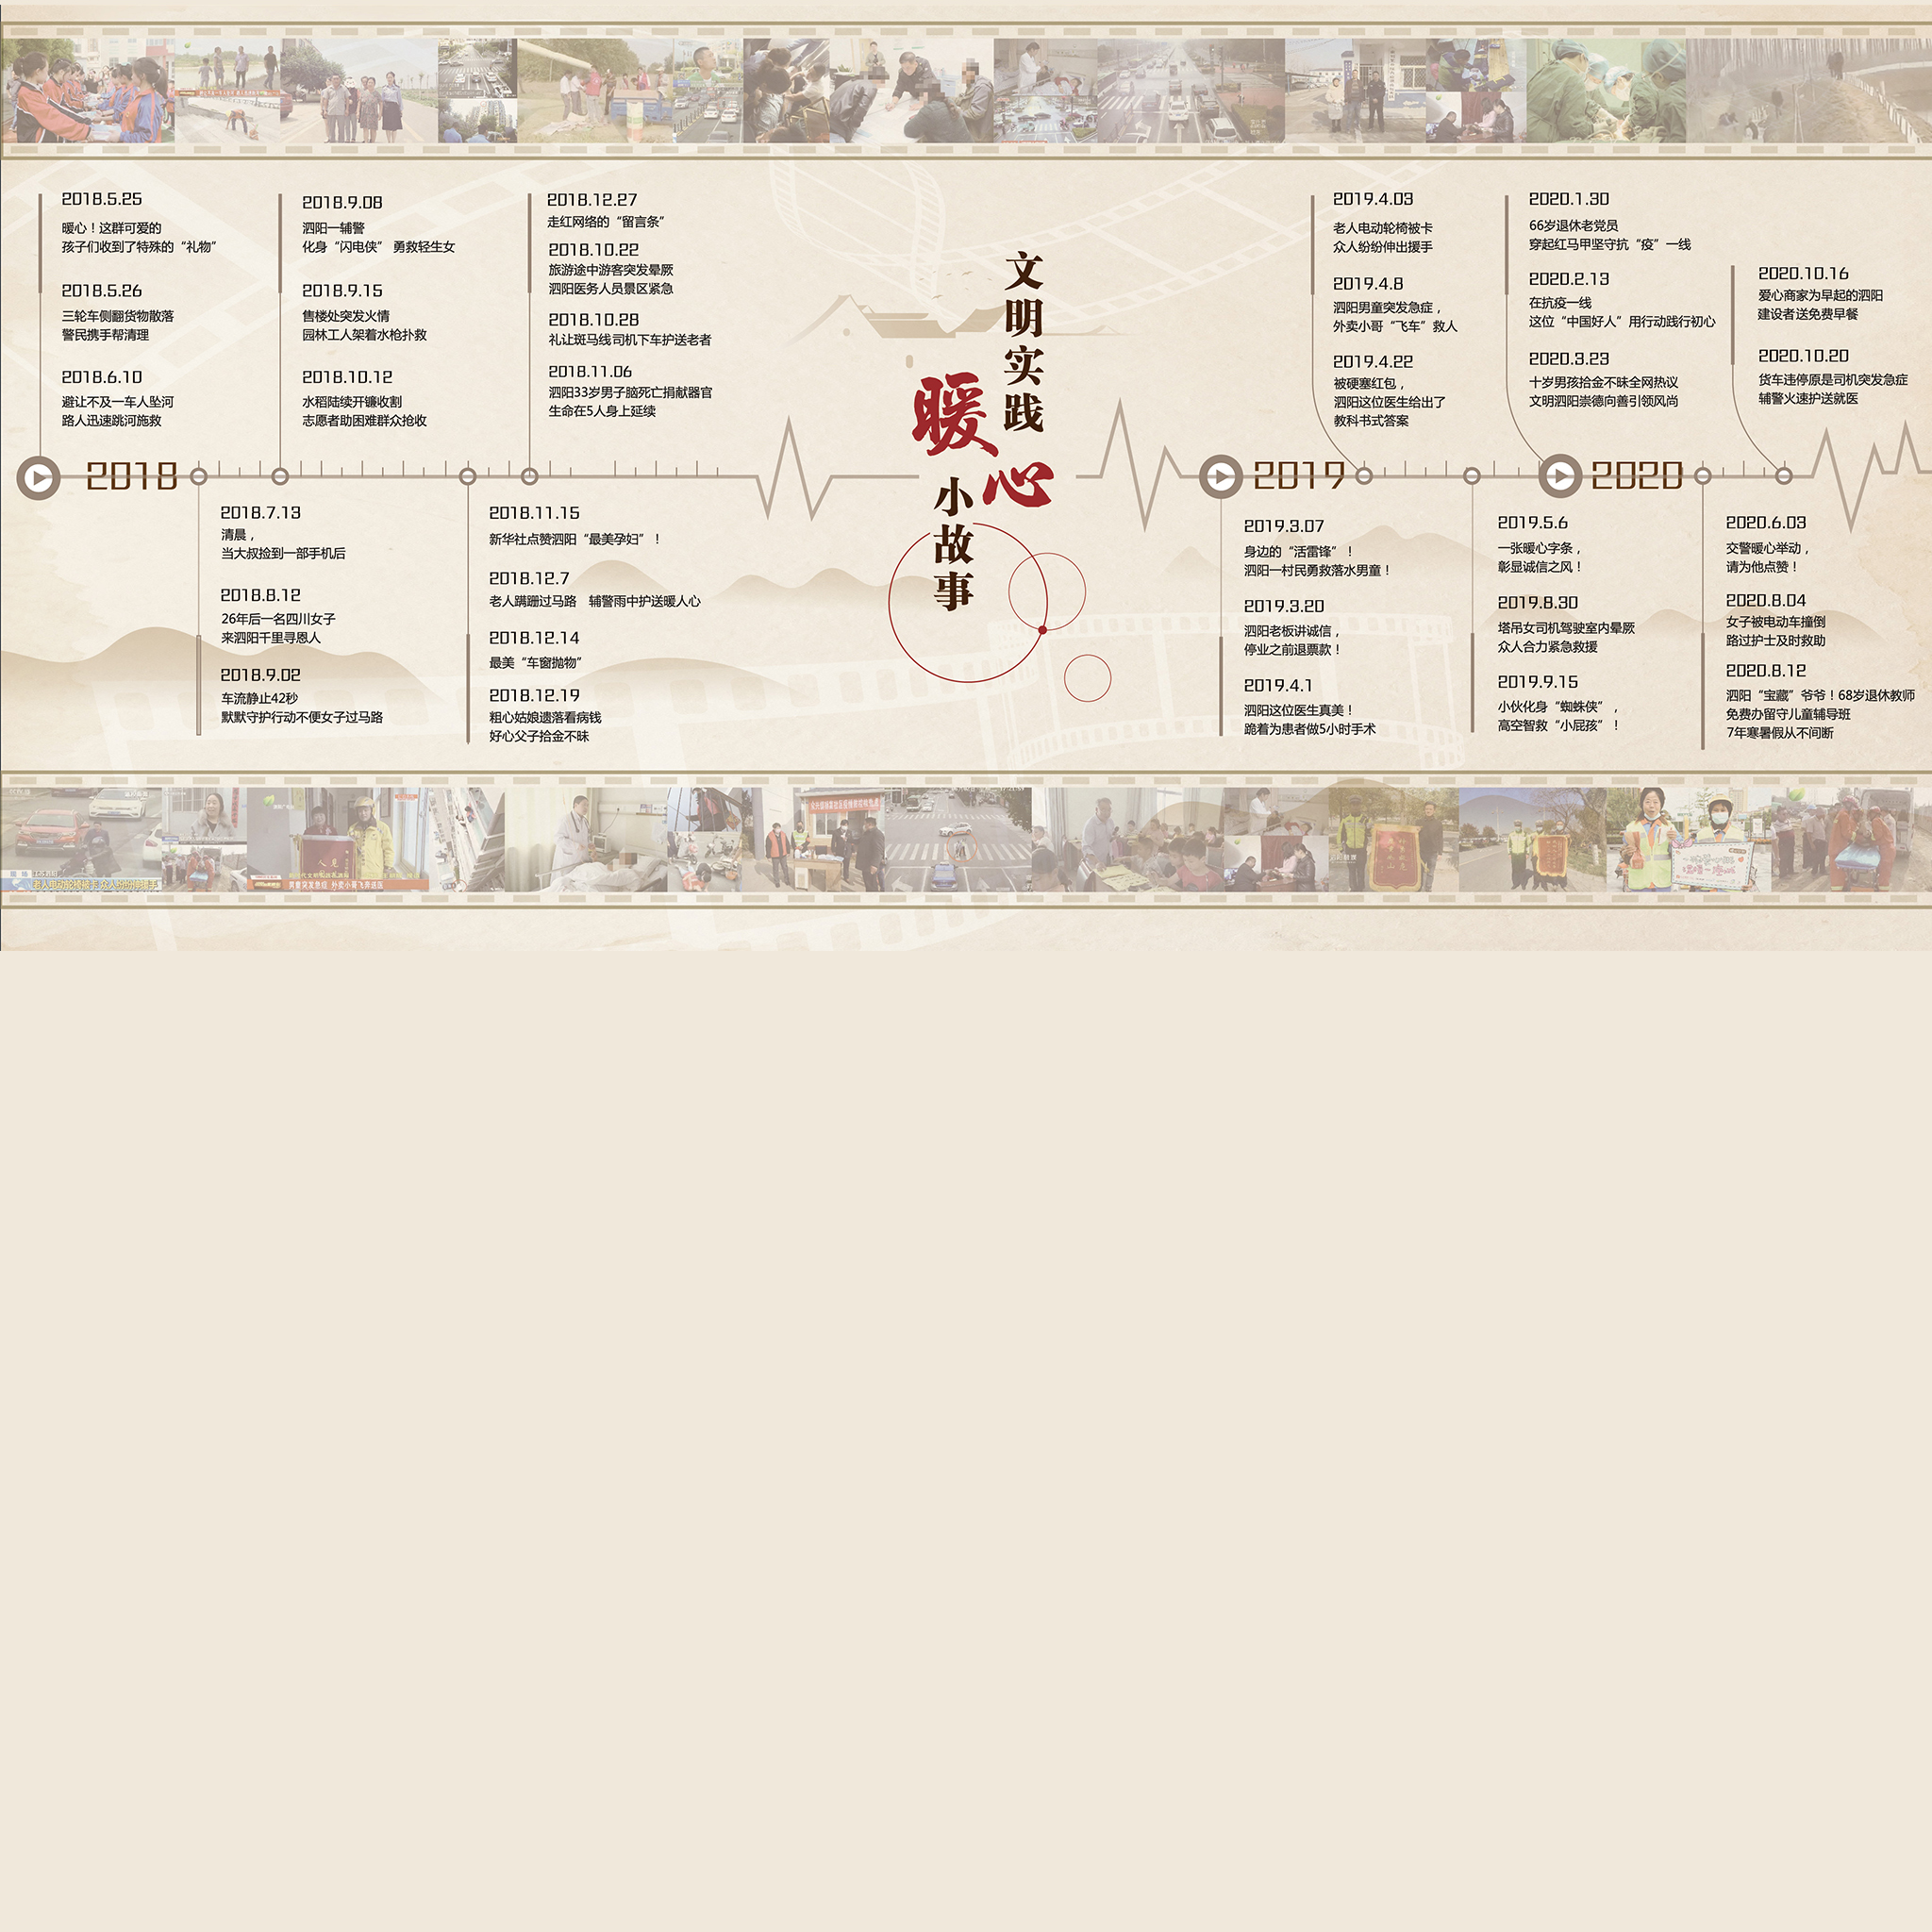 2018.5.25
暖心！这群可爱的
孩子们收到了特殊的“礼物”
2018.5.26
三轮车侧翻货物散落
警民携手帮清理
2018.6.10
避让不及一车人坠河
路人迅速跳河施救
2018.9.08
泗阳一辅警
化身“闪电侠” 勇救轻生女
2018.9.15
售楼处突发火情
园林工人架着水枪扑救
2018.10.12
水稻陆续开镰收割
志愿者助困难群众抢收
2018.12.27
走红网络的“留言条”
2018.10.22
旅游途中游客突发晕厥
泗阳医务人员景区紧急
2018.10.28
礼让斑马线司机下车护送老者
2018.11.06
泗阳33岁男子脑死亡捐献器官
生命在5人身上延续
2018
2018.7.13
清晨，
当大叔捡到一部手机后
2018.8.12
26年后一名四川女子
来泗阳千里寻恩人
2018.9.02
车流静止42秒
默默守护行动不便女子过马路
2018.11.15
新华社点赞泗阳“最美孕妇”！
2018.12.7
老人蹒跚过马路 辅警雨中护送暖人心
2018.12.14
最美“车窗抛物”
2018.12.19
粗心姑娘遗落看病钱
好心父子拾金不昧
文明实践
暖心
小故事
2019.4.03
老人电动轮椅被卡
众人纷纷伸出援手
2019.4.8
泗阳男童突发急症，
外卖小哥“飞车”救人
2019.4.22
被硬塞红包，
泗阳这位医生给出了
教科书式答案
2020.1.30
66岁退休老党员
穿起红马甲坚守抗“疫”一线
2020.2.13
在抗疫一线
这位“中国好人”用行动践行初心
2020.3.23
十岁男孩拾金不昧全网热议
文明泗阳崇德向善引领风尚
2020.10.16
爱心商家为早起的泗阳
建设者送免费早餐
2020.10.20
货车违停原是司机突发急症
辅警火速护送就医
2019
2020
2019.3.07
身边的“活雷锋”！
泗阳一村民勇救落水男童！
2019.3.20
泗阳老板讲诚信，
停业之前退票款！
2019.4.1
泗阳这位医生真美！
跪着为患者做5小时手术
2019.5.6
一张暖心字条，
彰显诚信之风！
2019.8.30
塔吊女司机驾驶室内晕厥
众人合力紧急救援
2019.9.15
小伙化身“蜘蛛侠”，
高空智救“小屁孩”！
2020.6.03
交警暖心举动，
请为他点赞！
2020.8.04
女子被电动车撞倒
路过护士及时救助
2020.8.12
泗阳“宝藏”爷爷！68岁退休教师
免费办留守儿童辅导班
7年寒暑假从不间断
老人电动轮椅被卡 众人纷纷伸援手
男童突发急症 外卖小哥飞奔送医